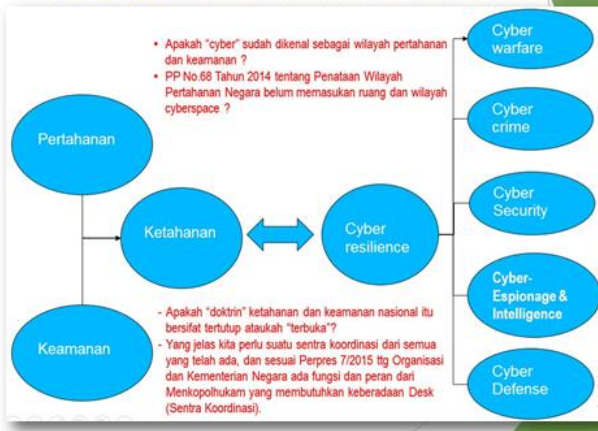 • Apakah "cyber" sudah dikenal sebagai wilayah pertahanan
dan keamanan ?
• PP No.68 Tahun 2014 tentang Penataan Wilayah
Pertahanan Negara belum memasukan ruang dan wilayah
cyberspace ?
Pertahanan
Keamanan
Ketahanan
Cyber
resilience
Cyber
warfare
Cyber
crime
Cyber
Security
Cyber-
Espionage &
Intelligence
Cyber
Defense
- Apakah "doktrin" ketahanan dan keamanan nasional itu
bersifat tertutup ataukah "terbuka"?
- Yang jelas kita perlu suatu sentra koordinasi dari semua
yang telah ada, dan sesuai Perpres 7/2015 ttg Organisasi
dan Kementerian Negara ada fungsi dan peran dari
Menkopolhukam yang membutuhkan keberadaan Desk
(Sentra Koordinasi).